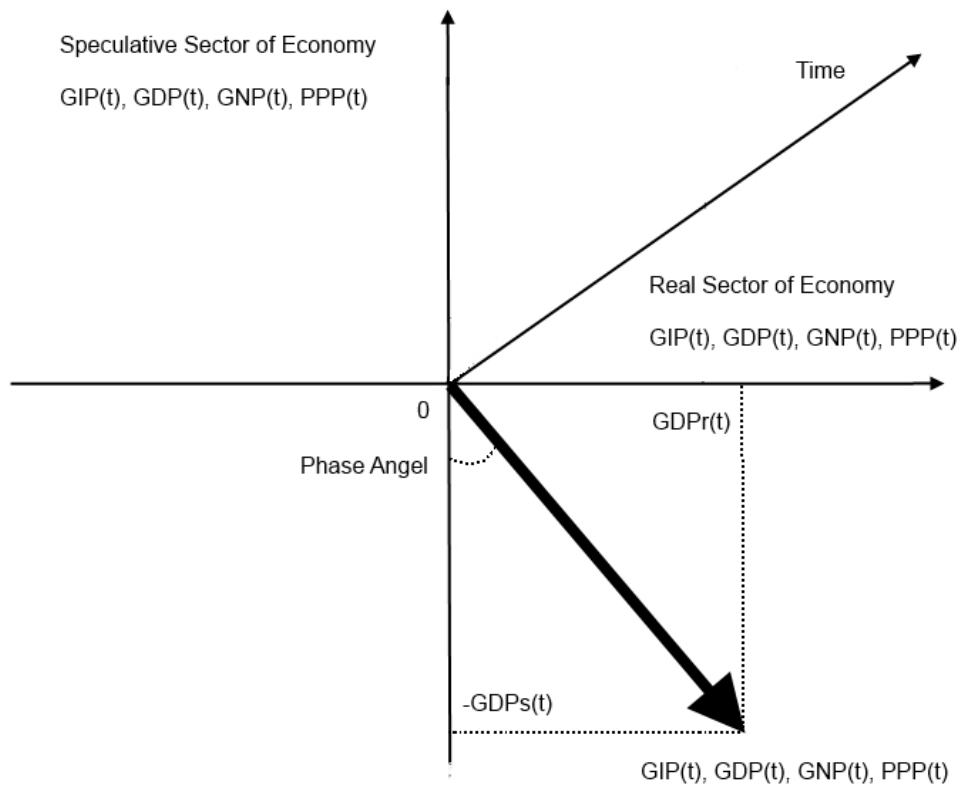 Speculative Sector of Economy
Time
GIP(t), GDP(t), GNP(t), PPP(t)
Real Sector of Economy
GIP(t), GDP(t), GNP(t), PPP(t)
0
GDPr(t)
Phase Angel
-GDPs(t)
GIP(t), GDP(t), GNP(t), PPP(t)